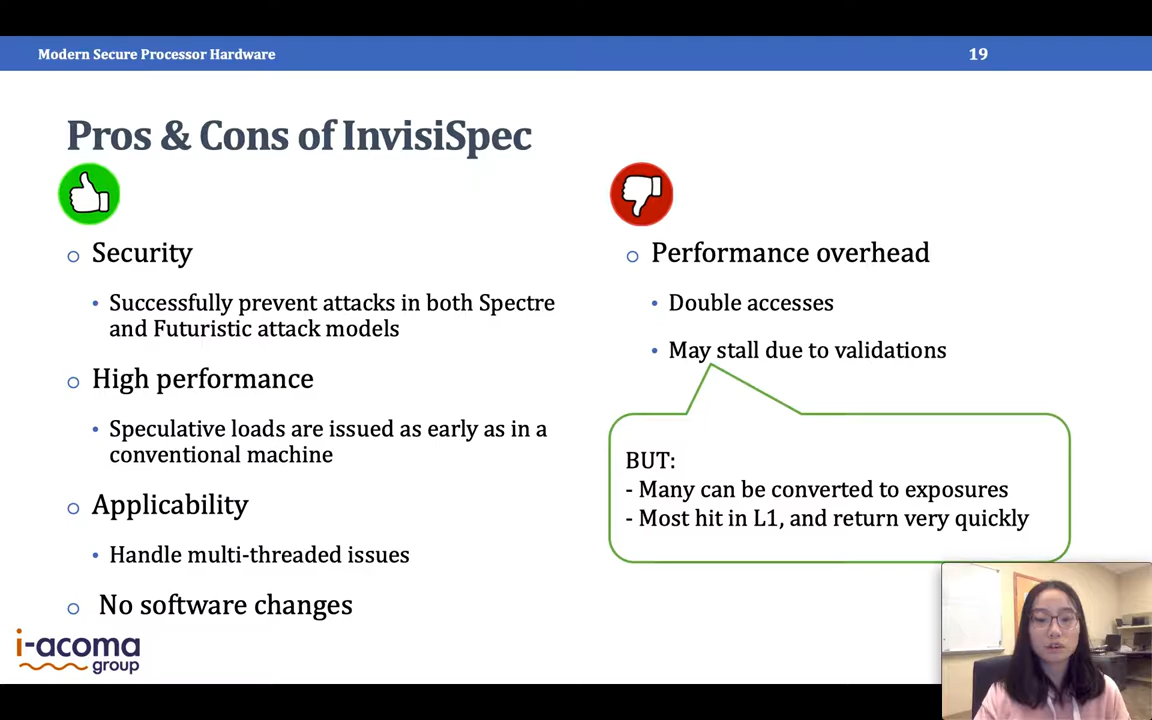 Modern Secure Processor Hardware
19
Pros & Cons of InvisiSpec
Security
Successfully prevent attacks in both Spectre
and Futuristic attack models
High performance
Speculative loads are issued as early as in a
conventional machine
Applicability
Handle multi-threaded issues
No software changes
Performance overhead
Double accesses
May stall due to validations
BUT:
- Many can be converted to exposures
- Most hit in L1, and return very quickly
i-acoma
group